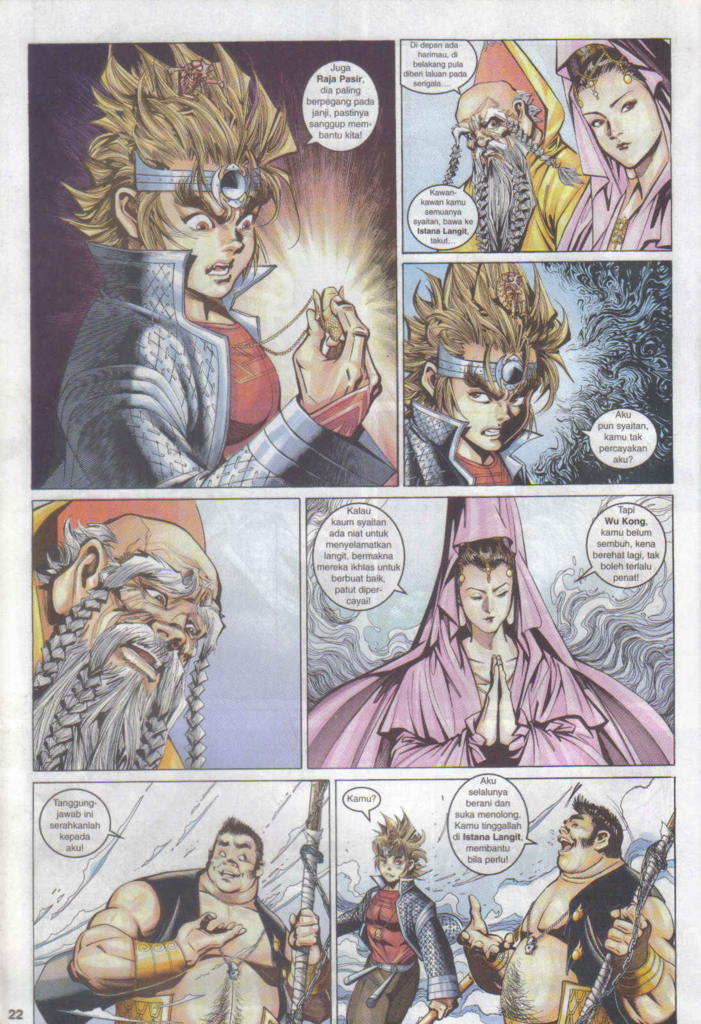 Juga
Raja Pasir,
dia paling
berpegang pada
janji, pastinya
sanggup mem-
bantu kita!
Di depan ada
harimau, di
belakang pula
diberi laluan pada
serigala....
Kawan-
kawan kamu
semuanya
syaitan, bawa ke
Istana Langit,
takut...
Aku
pun syaitan,
kamu tak
percayakan
aku?
Kalau
kaum syaitan
ada niat untuk
menyelamatkan
langit, bermakna
mereka ikhlas untuk
berbuat baik,
patut diper-
cayai!
Tapi
Wu Kong,
kamu belum
sembuh, kena
berehat lagi, tak
boleh terlalu
penat!
Tanggung-
jawab ini
serahkanlah
kepada
aku!
Kamu?
Aku
selalunya
berani dan
suka menolong.
Kamu tinggallah
di Istana Langit,
membantu
bila perlu!
22